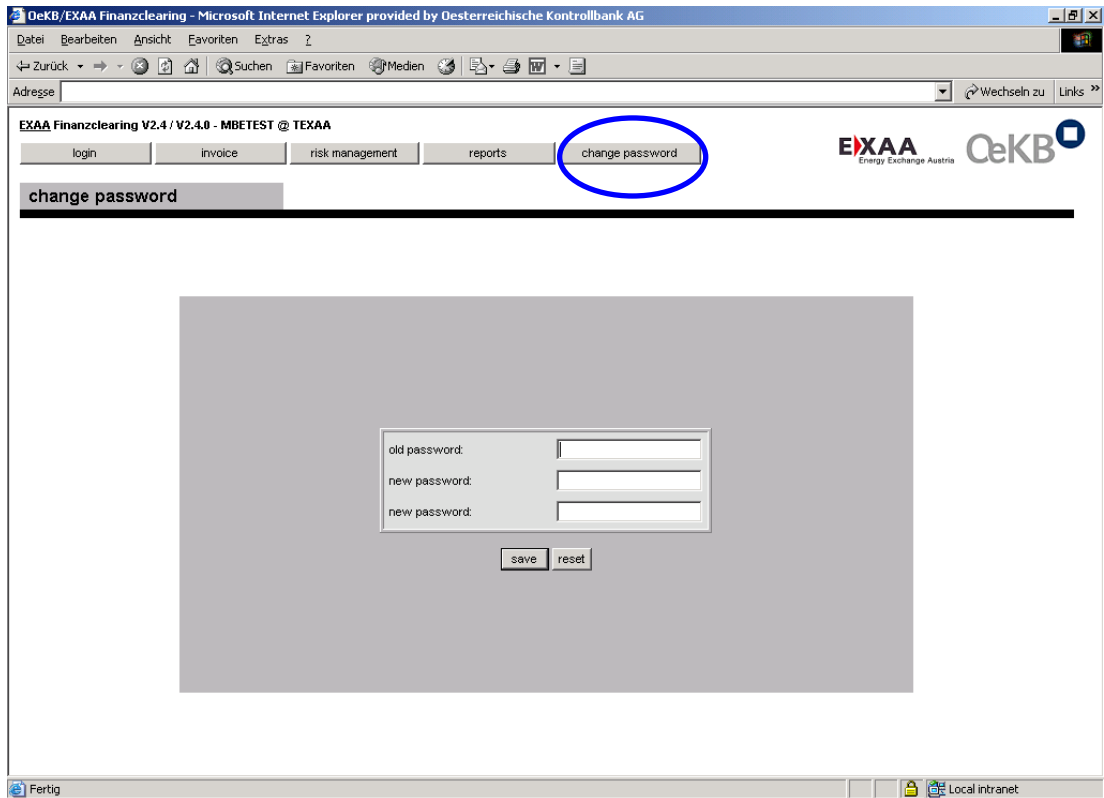 OeKB/EXAA Finanzclearing - Microsoft Internet Explorer provided by Oesterreichische Kontrollbank AG
Datei Bearbeiten Ansicht Favoriten Extras ?
Zurück Suchen Favoriten Medien
Adresse Wechseln zu Links »
EXAA Finanzclearing V2.4 / V2.4.0 - MBETEST @ TEXAA
login invoice risk management reports change password
EXAA
Energy Exchange Austria
OeKB
change password
old password:
new password:
new password:
save reset
Fertig Local intranet